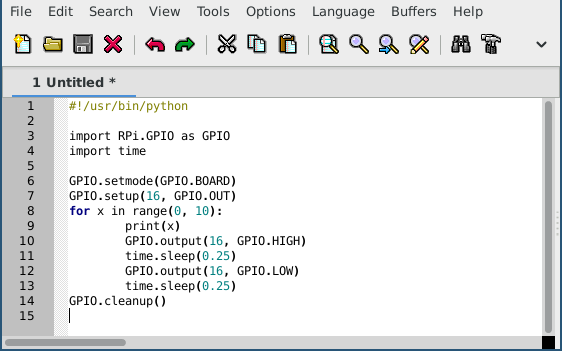 File Edit Search View Tools Options Language Buffers Help
1 Untitled *
1 #!/usr/bin/python
2
3 import RPi.GPIO as GPIO
4 import time
5
6 GPIO.setmode(GPIO.BOARD)
7 GPIO.setup(16, GPIO.OUT)
8 for x in range(0, 10):
9         print(x)
10         GPIO.output(16, GPIO.HIGH)
11         time.sleep(0.25)
12         GPIO.output(16, GPIO.LOW)
13         time.sleep(0.25)
14 GPIO.cleanup()
15